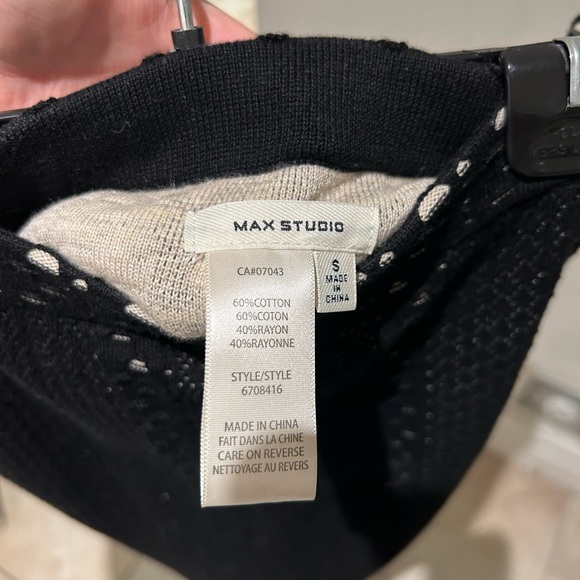 MAX STUDIO
S
MADE
IN
CHINA
CA#07043
60%COTTON
60%COTON
40%RAYON
40%RAYONNE
STYLE/STYLE
6708416
MADE IN CHINA
FAIT DANS LA CHINE
CARE ON REVERSE
NETTOYAGE AU REVERS